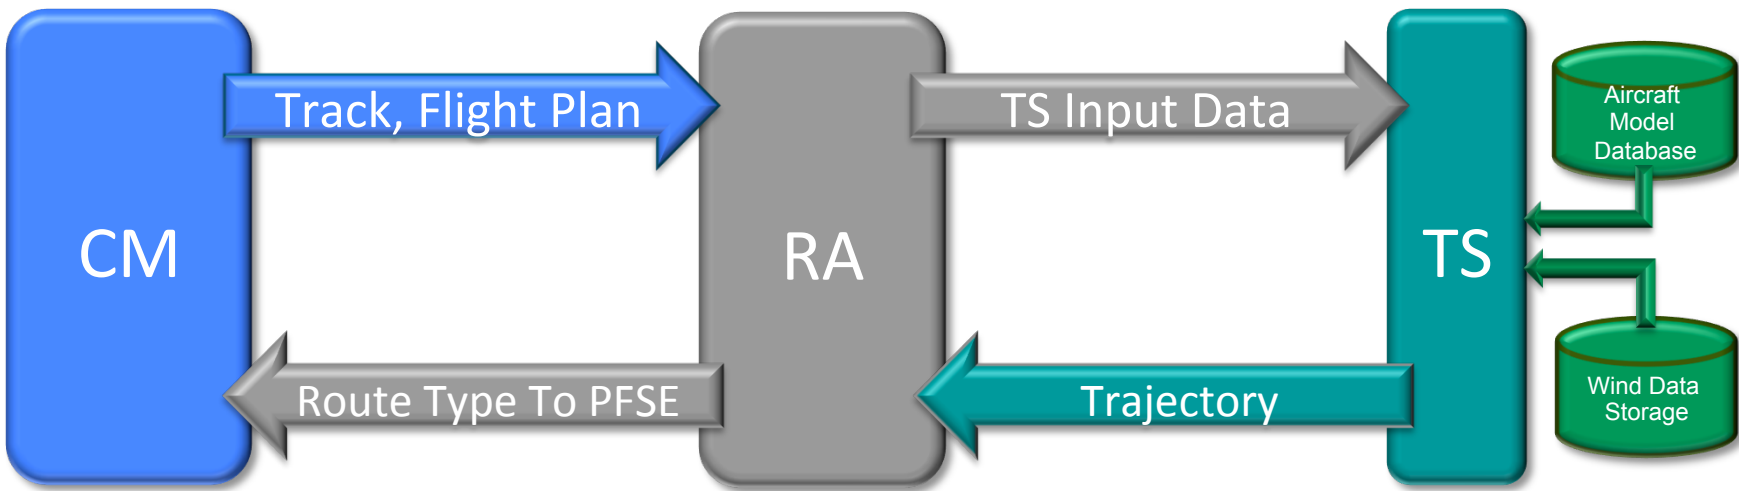 Track, Flight Plan
TS Input Data
Aircraft
Model
Database
CM
RA
TS
Route Type To PFSE
Trajectory
Wind Data
Storage